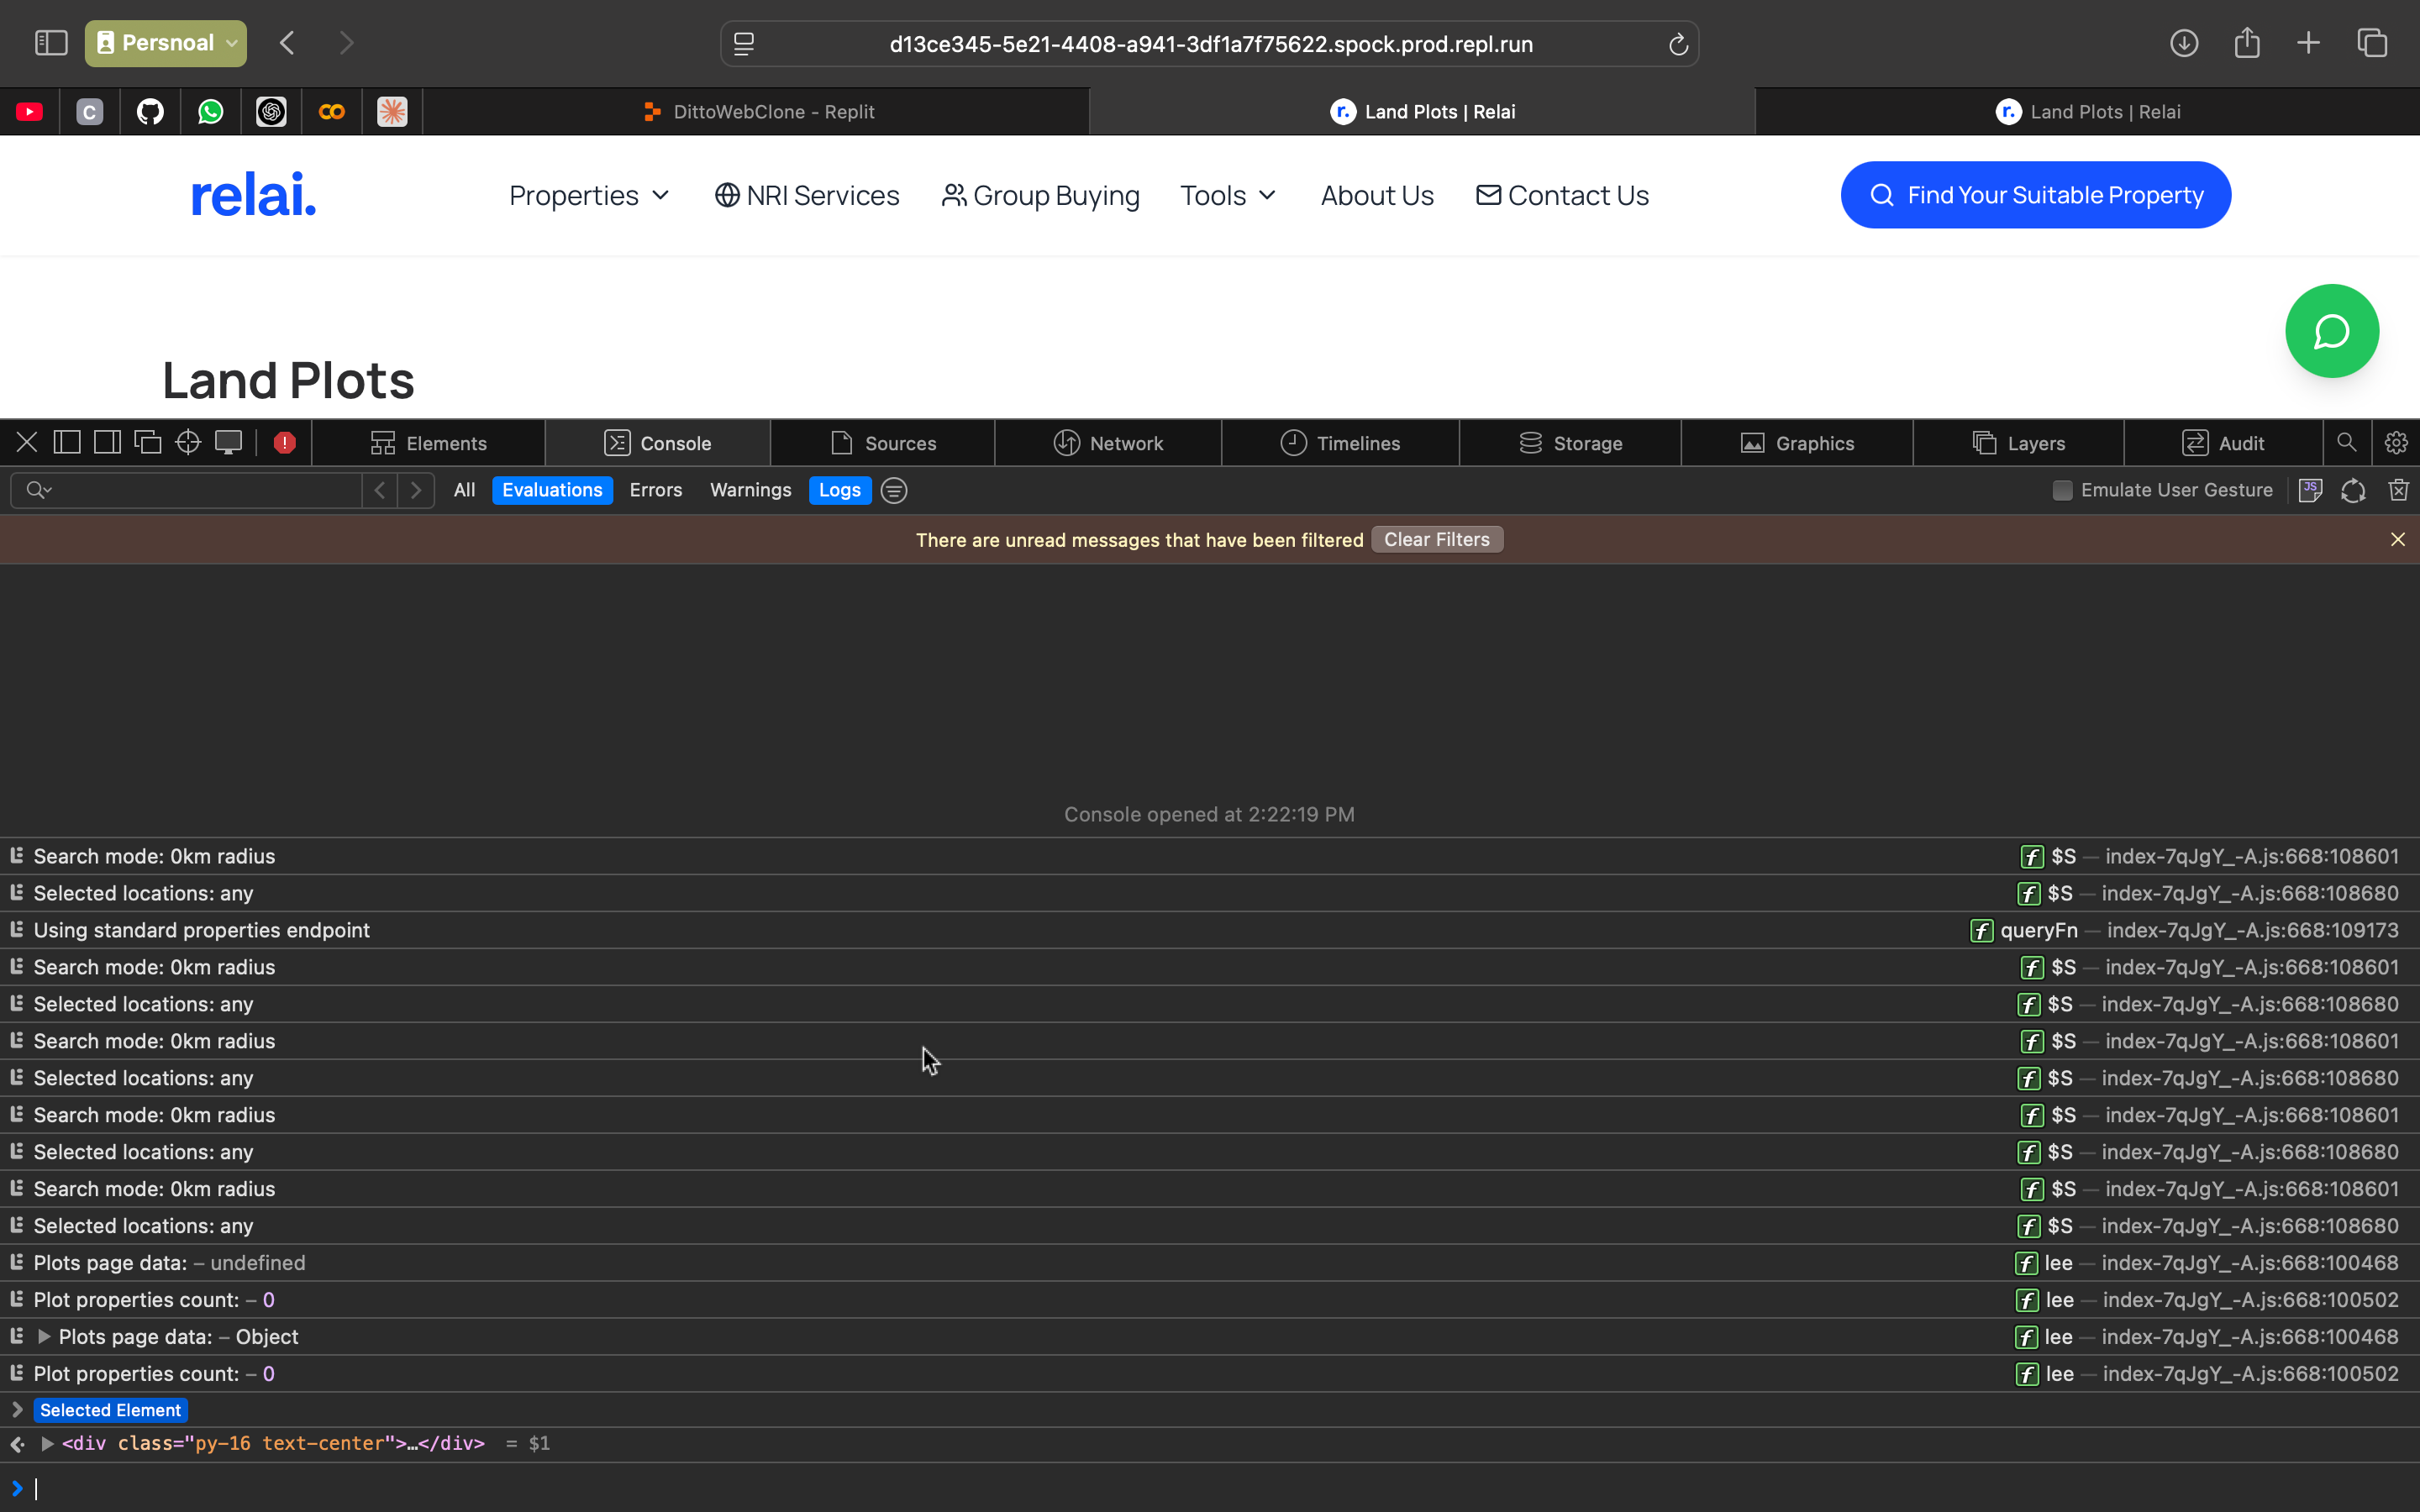 Persnoal
d13ce345-5e21-4408-a941-3df1a7f75622.spock.prod.repl.run
C
DittoWebClone - Replit
r. Land Plots | Relai
r. Land Plots | Relai
relai.
Properties
NRI Services
Group Buying
Tools
About Us
Contact Us
Find Your Suitable Property
Land Plots
Elements
Console
Sources
Network
Timelines
Storage
Graphics
Layers
Audit
All
Evaluations
Errors
Warnings
Logs
Emulate User Gesture
JS
There are unread messages that have been filtered
Clear Filters
Console opened at 2:22:19 PM
Search mode: 0km radius f $S — index-7qJgY_-A.js:668:108601
Selected locations: any f $S — index-7qJgY_-A.js:668:108680
Using standard properties endpoint f queryFn — index-7qJgY_-A.js:668:109173
Search mode: 0km radius f $S — index-7qJgY_-A.js:668:108601
Selected locations: any f $S — index-7qJgY_-A.js:668:108680
Search mode: 0km radius f $S — index-7qJgY_-A.js:668:108601
Selected locations: any f $S — index-7qJgY_-A.js:668:108680
Search mode: 0km radius f $S — index-7qJgY_-A.js:668:108601
Selected locations: any f $S — index-7qJgY_-A.js:668:108680
Search mode: 0km radius f $S — index-7qJgY_-A.js:668:108601
Selected locations: any f $S — index-7qJgY_-A.js:668:108680
Plots page data: – undefined f lee — index-7qJgY_-A.js:668:100468
Plot properties count: – 0 f lee — index-7qJgY_-A.js:668:100502
Plots page data: – Object f lee — index-7qJgY_-A.js:668:100468
Plot properties count: – 0 f lee — index-7qJgY_-A.js:668:100502
Selected Element
<div class="py-16 text-center">…</div> = $1